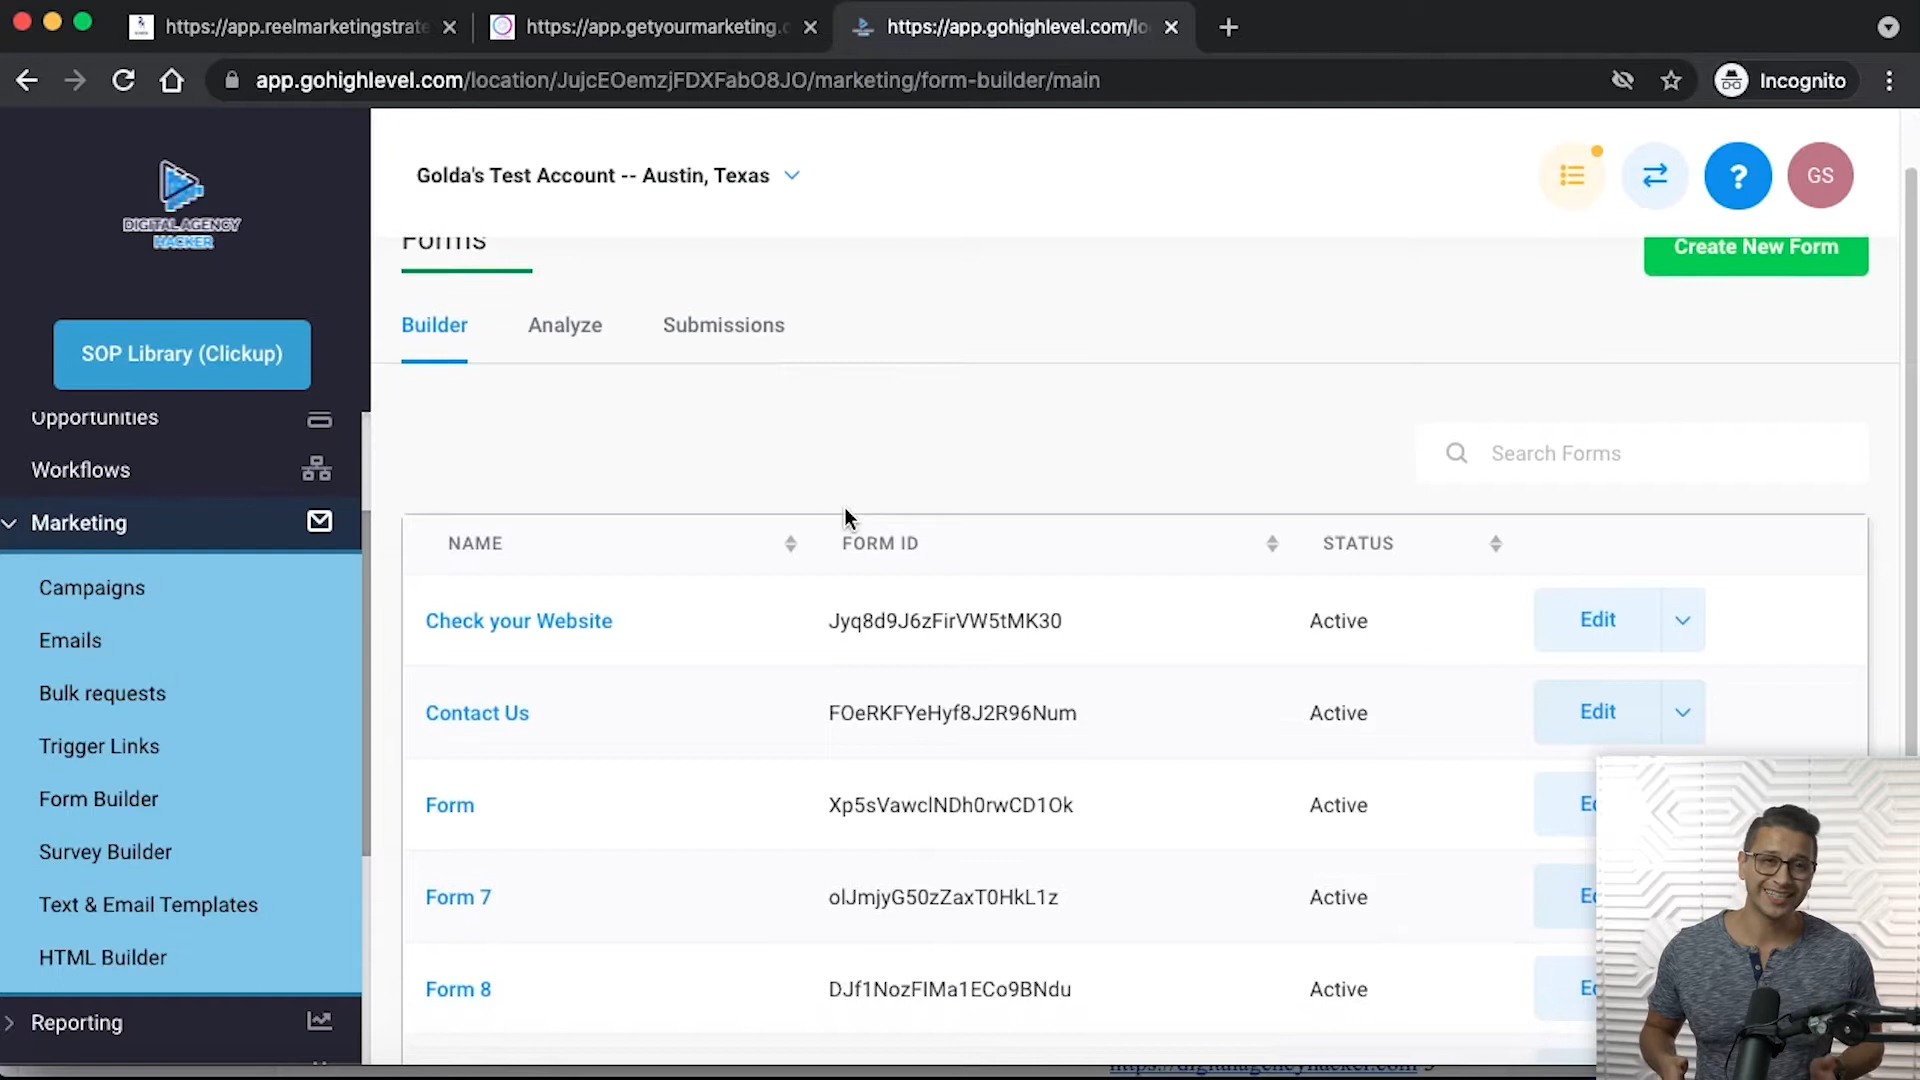 https://app.reelmarketingstrate
https://app.getyourmarketing.c
https://app.gohighlevel.com/lo
app.gohighlevel.com/location/JujcEOemzjFDXFabO8JO/marketing/form-builder/main
Incognito
DIGITAL AGENCY
HACKER
Golda's Test Account -- Austin, Texas
?
GS
Forms
Create New Form
SOP Library (Clickup)
Builder
Analyze
Submissions
Opportunities
Workflows
Search Forms
Marketing
NAME
FORM ID
STATUS
Campaigns
Emails
Bulk requests
Trigger Links
Form Builder
Survey Builder
Text & Email Templates
HTML Builder
Reporting
Check your Website
Jyq8d9J6zFirVW5tMK30
Active
Edit
Contact Us
FOeRKFYeHyf8J2R96Num
Active
Edit
Form
Xp5sVawclNDh0rwCD1Ok
Active
Form 7
olJmjyG50zZaxT0HkL1z
Active
Form 8
DJf1NozFIMa1ECo9BNdu
Active
https://digitalagencyhacker.com